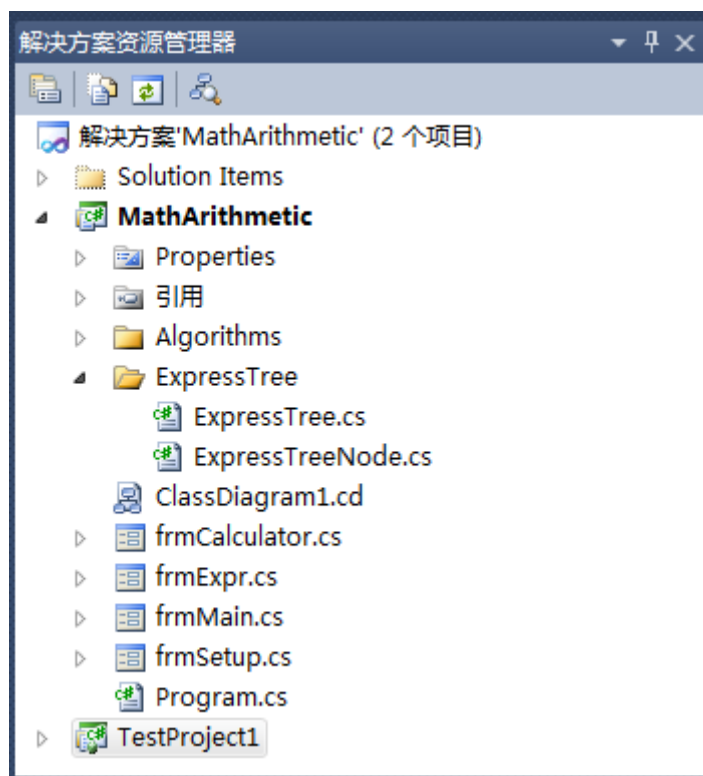 解决方案资源管理器
解决方案'MathArithmetic' (2 个项目)
Solution Items
MathArithmetic
Properties
引用
Algorithms
ExpressTree
ExpressTree.cs
ExpressTreeNode.cs
ClassDiagram1.cd
frmCalculator.cs
frmExpr.cs
frmMain.cs
frmSetup.cs
Program.cs
TestProject1